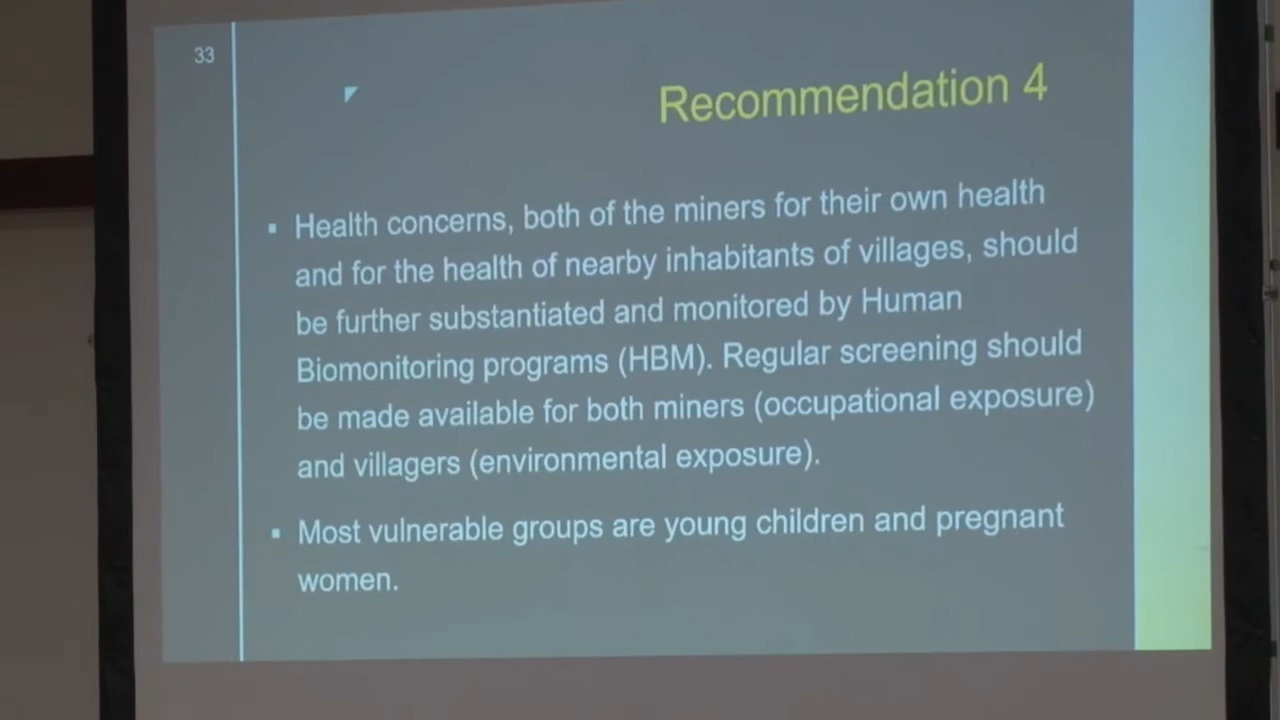 33
Recommendation 4
▪ Health concerns, both of the miners for their own health
and for the health of nearby inhabitants of villages, should
be further substantiated and monitored by Human
Biomonitoring programs (HBM). Regular screening should
be made available for both miners (occupational exposure)
and villagers (environmental exposure).
▪ Most vulnerable groups are young children and pregnant
women.